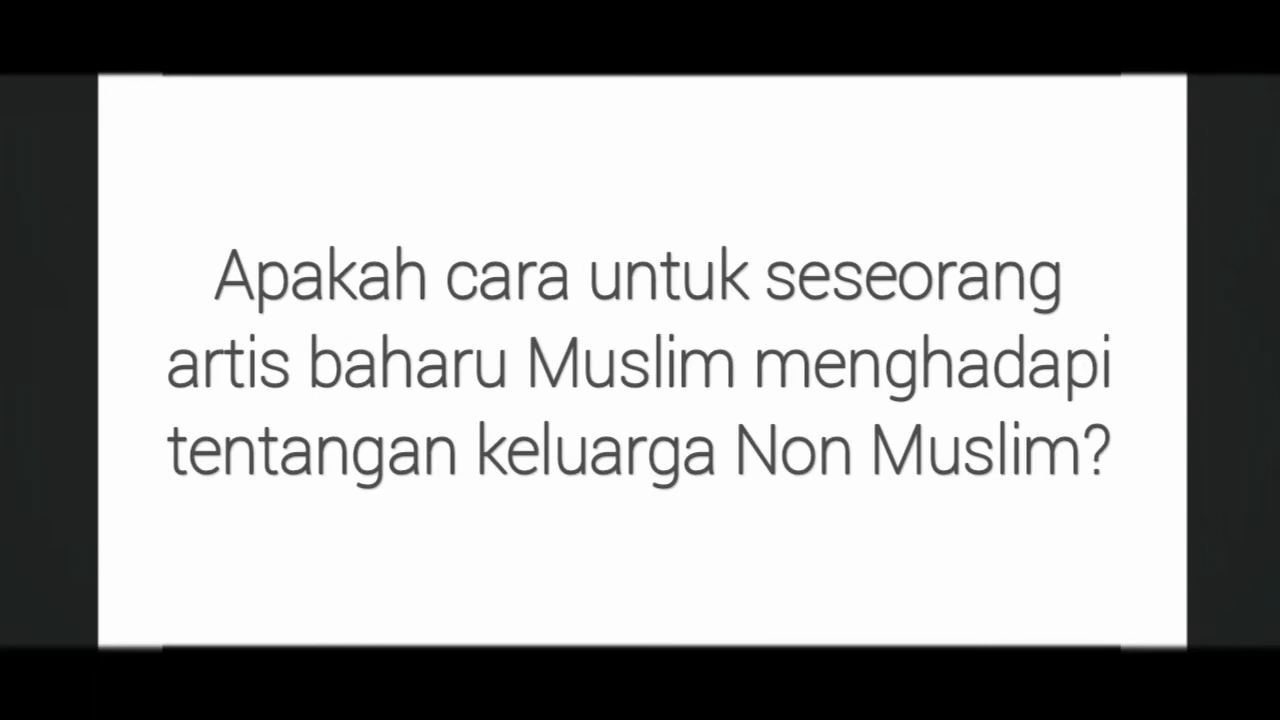 Apakah cara untuk seseorang
artis baharu Muslim menghadapi
tentangan keluarga Non Muslim?